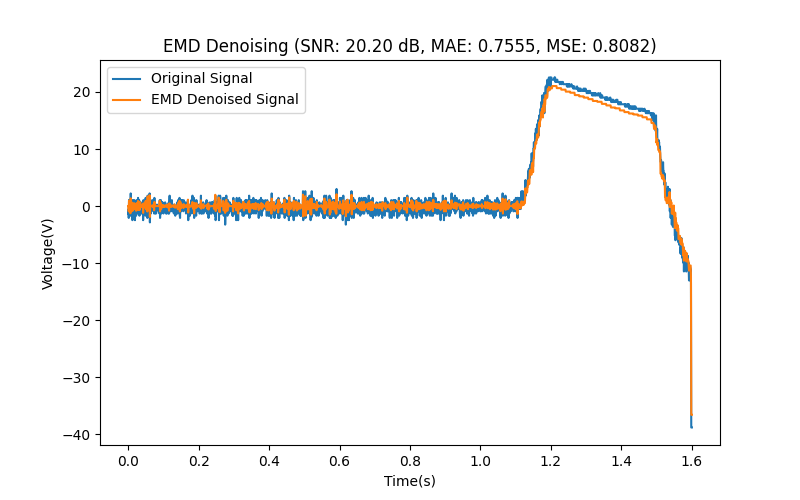 EMD Denoising (SNR: 20.20 dB, MAE: 0.7555, MSE: 0.8082)
Original Signal
EMD Denoised Signal
20
10
0
−10
−20
−30
−40
Voltage(V)
0.0 0.2 0.4 0.6 0.8 1.0 1.2 1.4 1.6
Time(s)